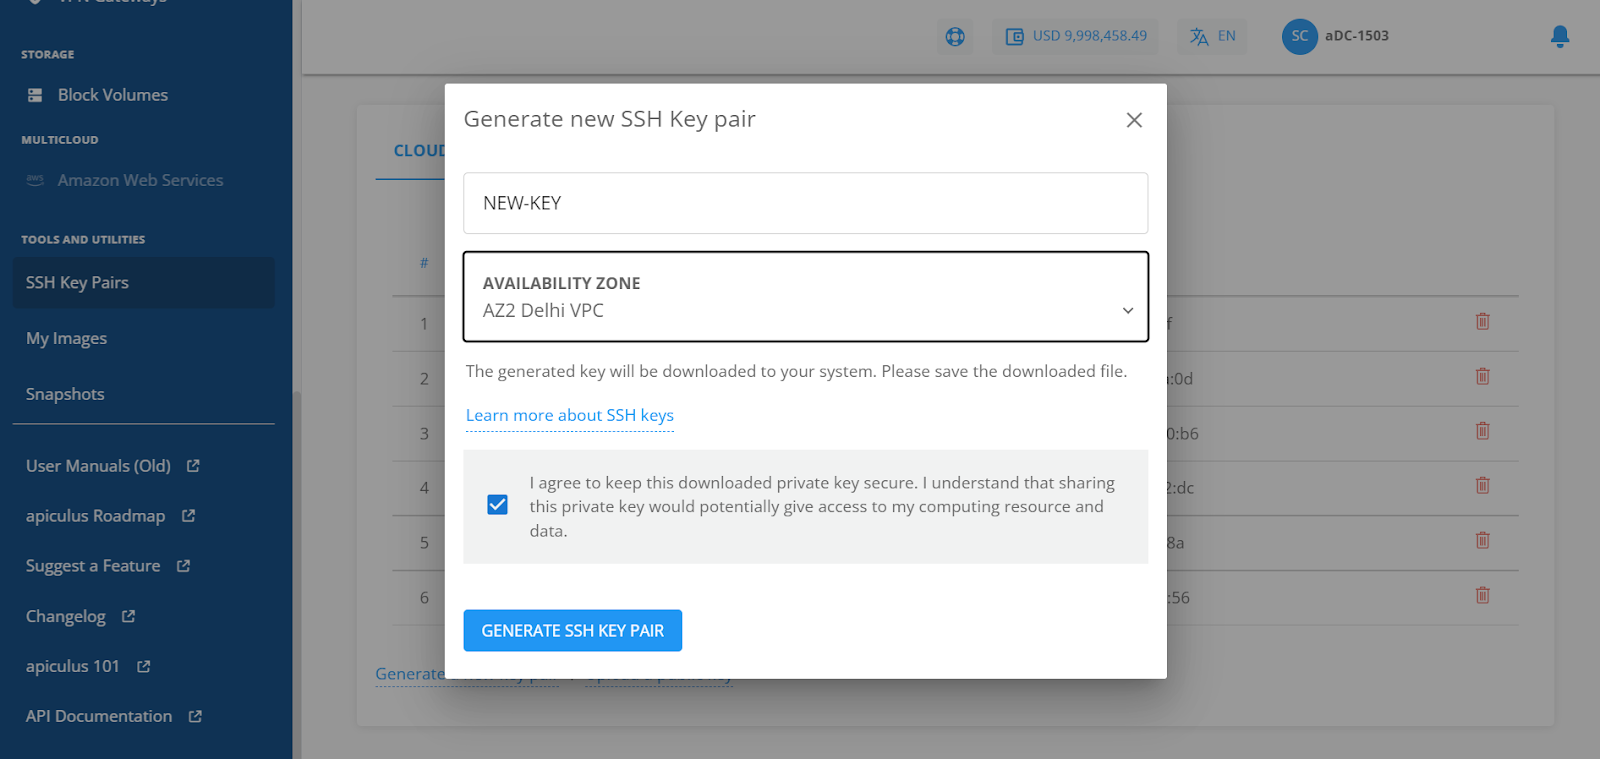 STORAGE
Block Volumes
MULTICLOUD
aws Amazon Web Services
TOOLS AND UTILITIES
SSH Key Pairs
My Images
Snapshots
User Manuals (Old)
apiculus Roadmap
Suggest a Feature
Changelog
apiculus 101
API Documentation
USD 9,998,458.49
EN
SC aDC-1503
CLOUD
#
1
2
3
4
5
6
f
:0d
0:b6
2:dc
8a
:56
Generate
Generate new SSH Key pair
NEW-KEY
AVAILABILITY ZONE
AZ2 Delhi VPC
The generated key will be downloaded to your system. Please save the downloaded file.
Learn more about SSH keys
I agree to keep this downloaded private key secure. I understand that sharing
this private key would potentially give access to my computing resource and
data.
GENERATE SSH KEY PAIR